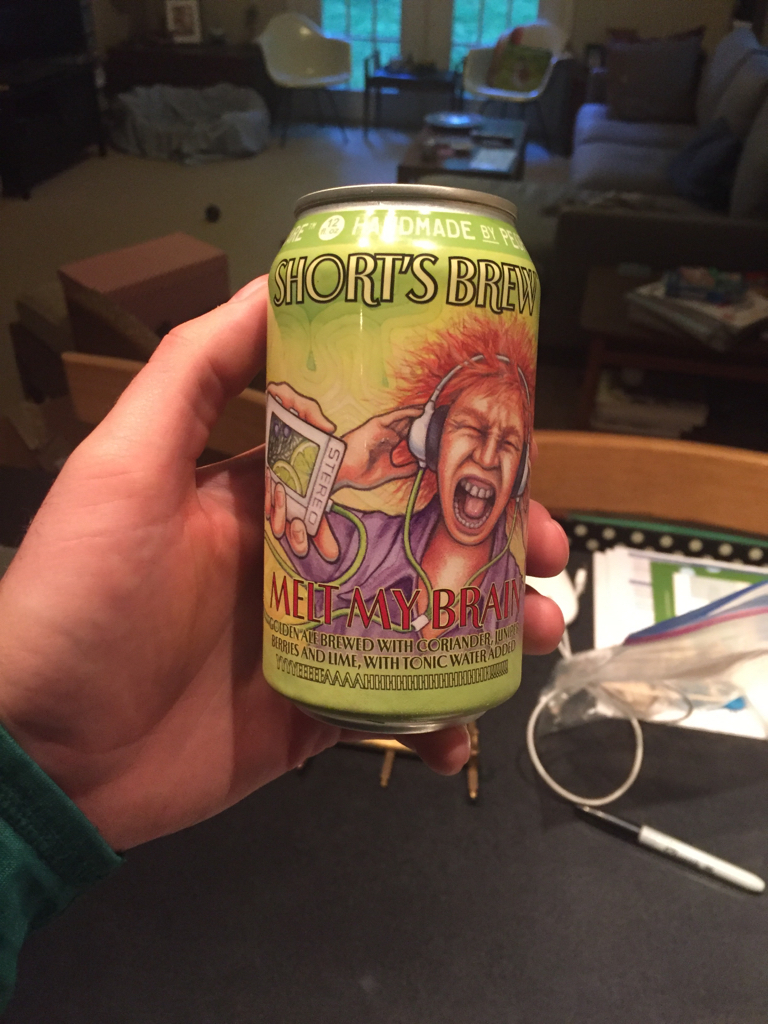 HANDMADE BY
SHORT'S BREW
STEREO
MELT MY BRAIN
GOLDEN ALE BREWED WITH CORIANDER, JUNIPER
BERRIES AND LIME, WITH TONIC WATER ADDED